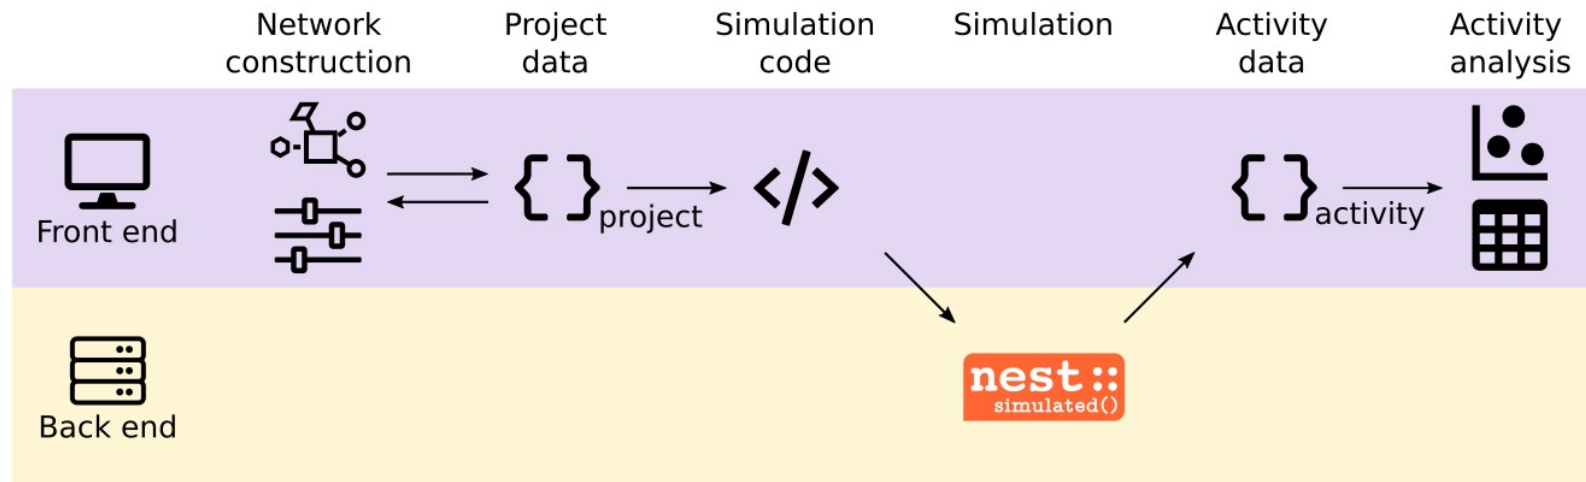 Network
construction
Project
data
Simulation
code
Simulation
Activity
data
Activity
analysis
Front end
{ }
project
</>
{ }
activity
Back end
nest::
simulated()